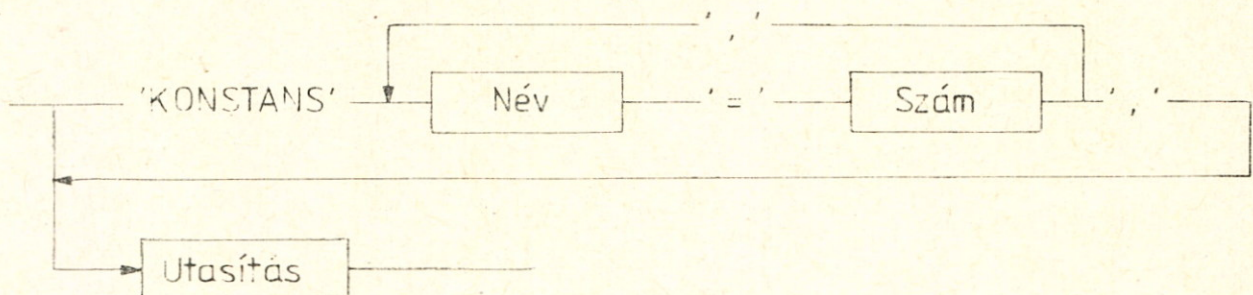 ' , '
'KONSTANS' Név ' = ' Szám ' , '
Utasítás